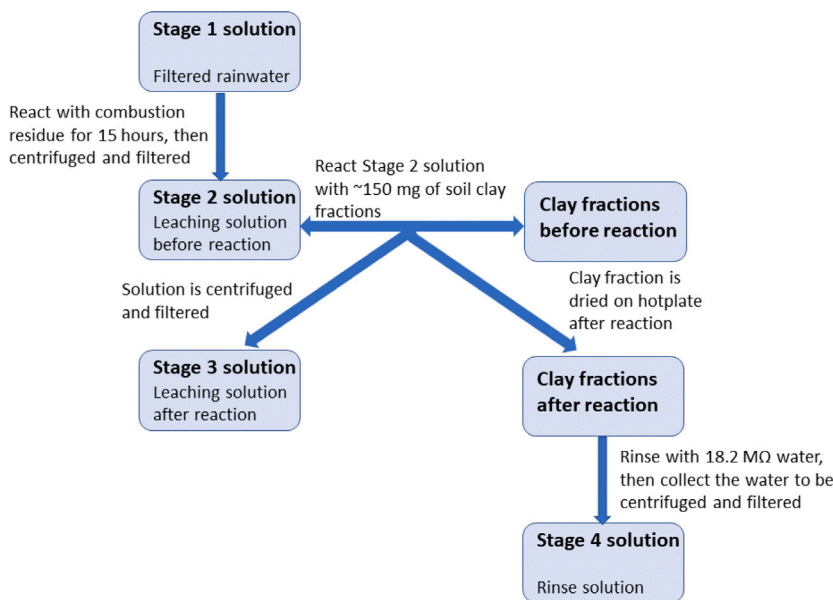 Stage 1 solution
Filtered rainwater
React with combustion
residue for 15 hours, then
centrifuged and filtered
Stage 2 solution
Leaching solution
before reaction
React Stage 2 solution
with ~150 mg of soil clay
fractions
Clay fractions
before reaction
Solution is centrifuged
and filtered
Clay fraction is
dried on hotplate
after reaction
Stage 3 solution
Leaching solution
after reaction
Clay fractions
after reaction
Rinse with 18.2 MΩ water,
then collect the water to be
centrifuged and filtered
Stage 4 solution
Rinse solution